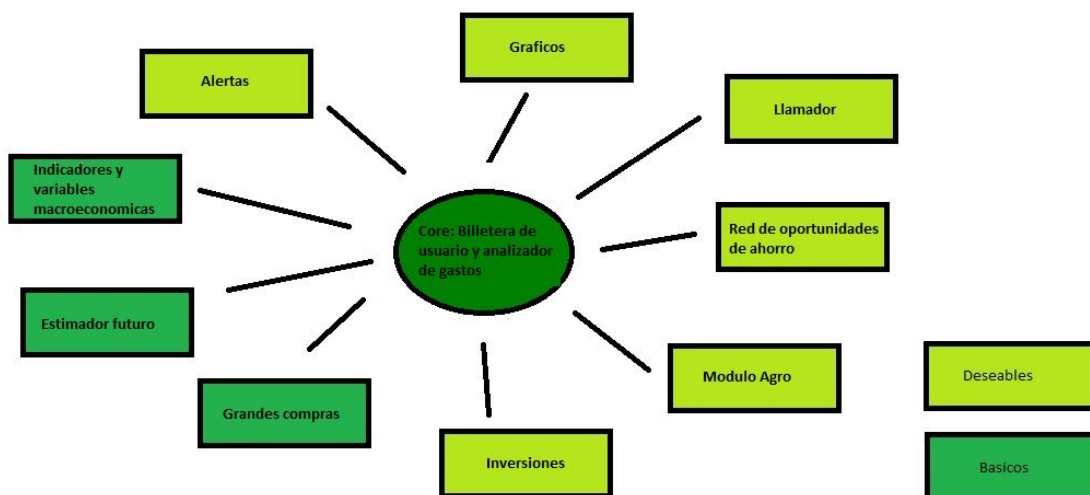 Graficos
Alertas
Llamador
Indicadores y
variables
macroeconomicas
Core: Billetera de
usuario y analizador
de gastos
Red de oportunidades
de ahorro
Estimador futuro
Modulo Agro
Deseables
Grandes compras
Inversiones
Basicos